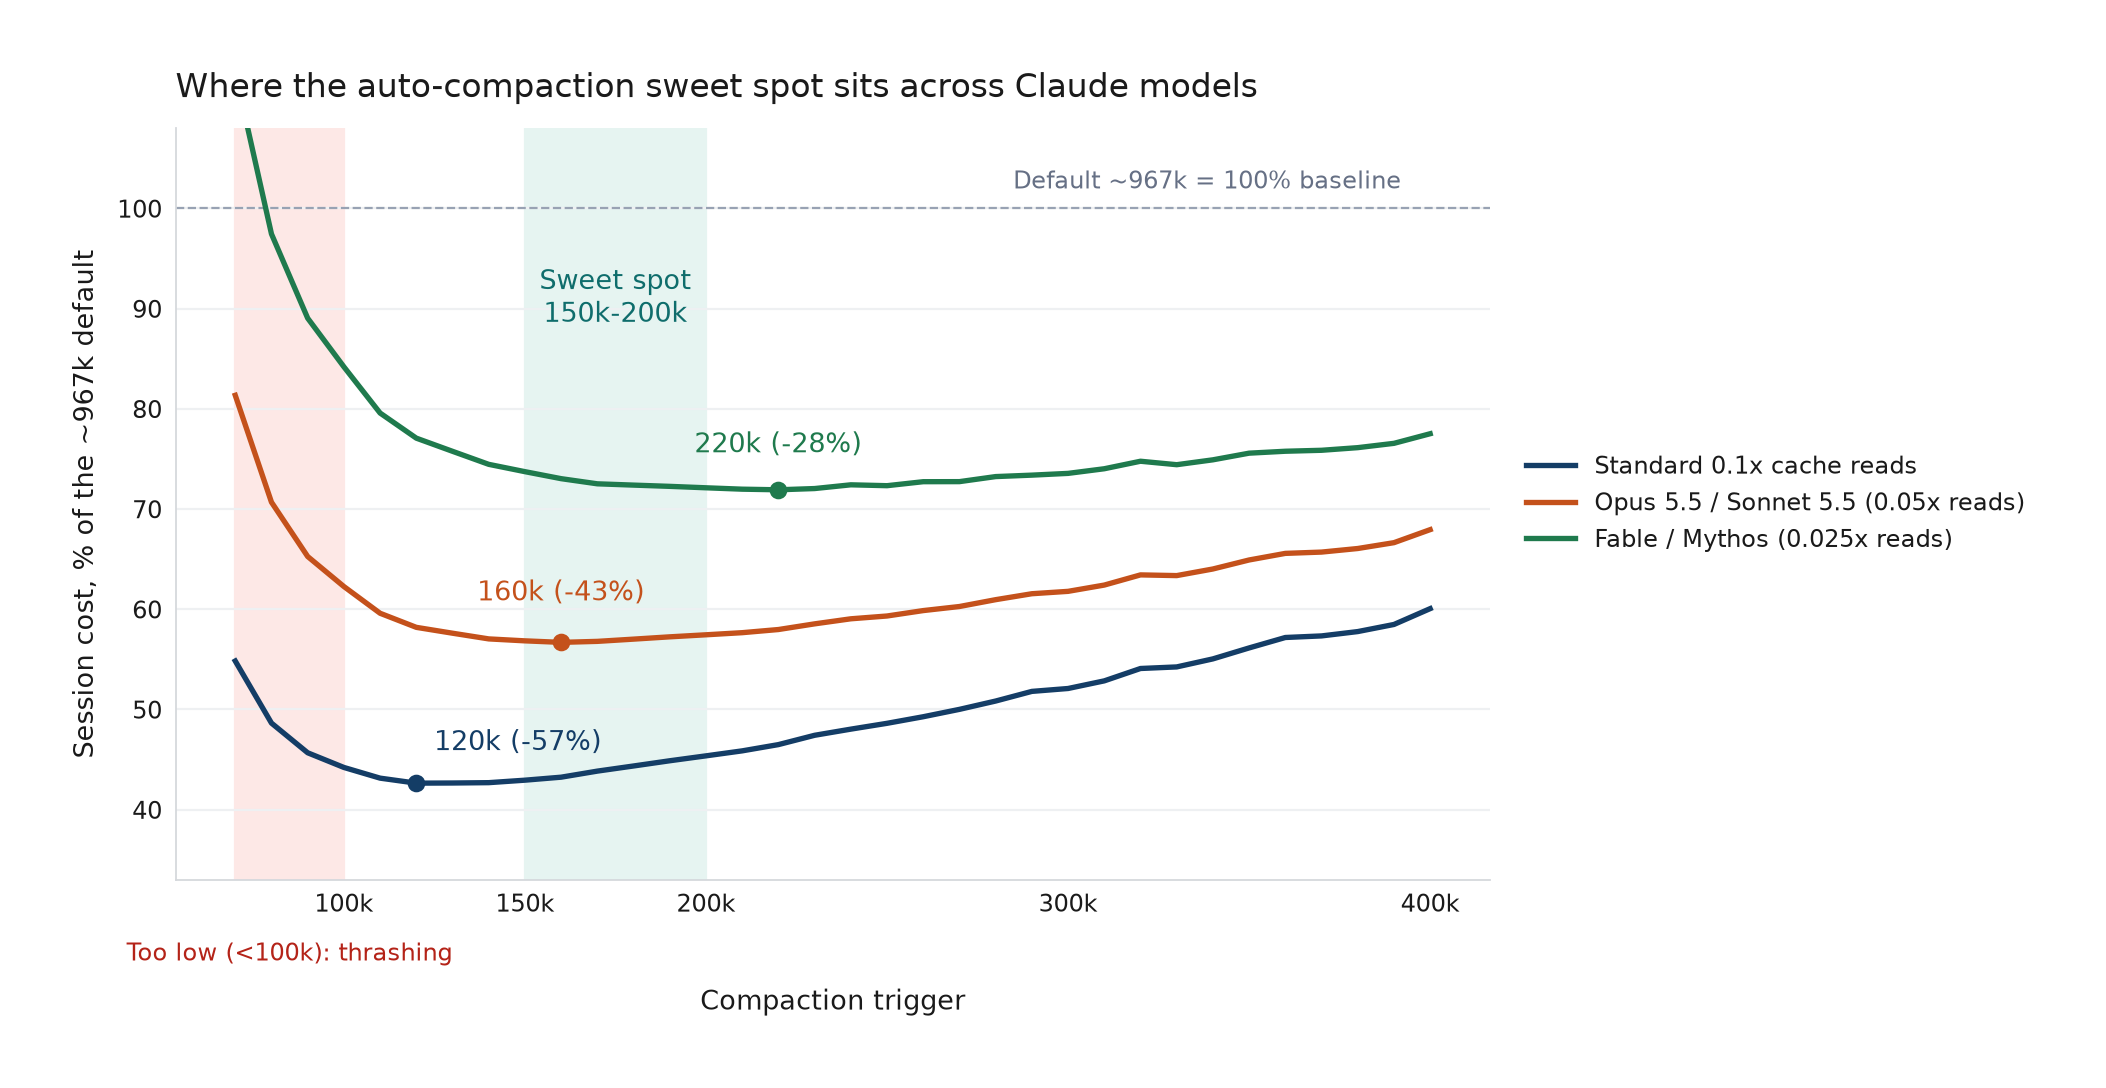 Where the auto-compaction sweet spot sits across Claude models
Default ~967k = 100% baseline
Session cost, % of the ~967k default
100
90
80
70
60
50
40
Sweet spot
150k-200k
220k (-28%)
160k (-43%)
120k (-57%)
Standard 0.1x cache reads
Opus 5.5 / Sonnet 5.5 (0.05x reads)
Fable / Mythos (0.025x reads)
100k
150k
200k
300k
400k
Too low (<100k): thrashing
Compaction trigger